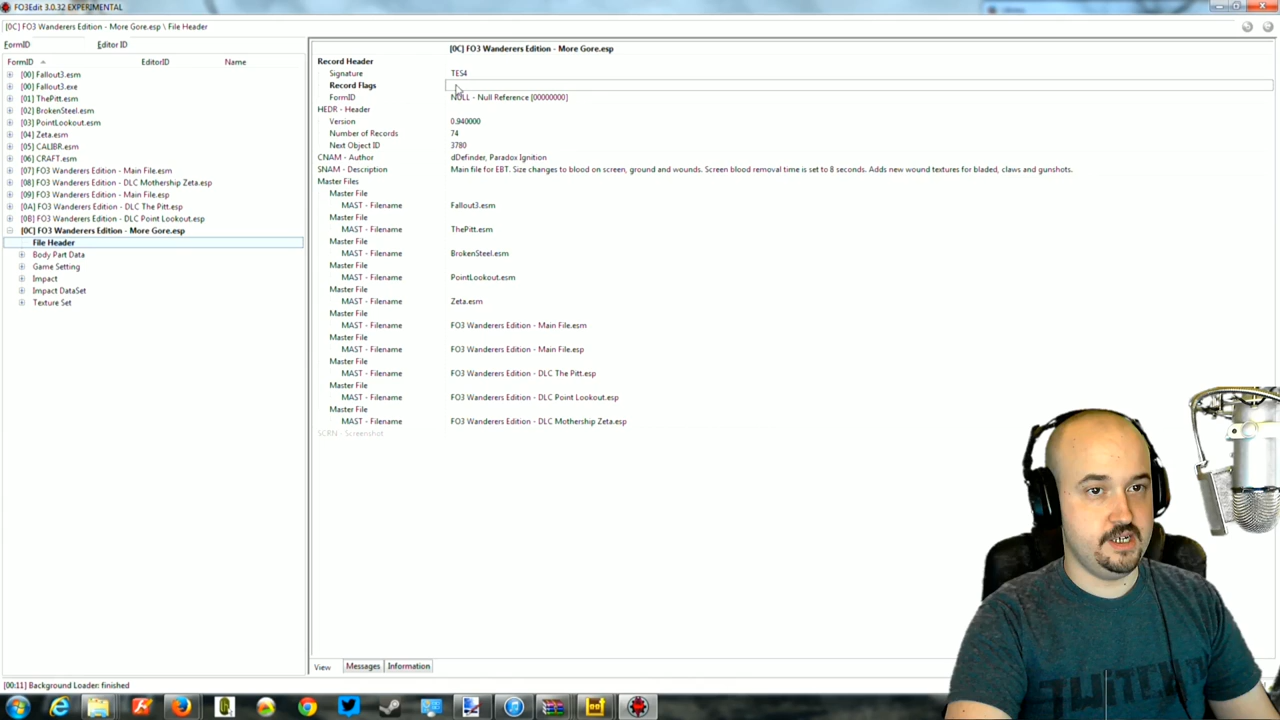 FO3Edit 3.0.32 EXPERIMENTAL
[0C] FO3 Wanderers Edition - More Gore.esp \ File Header
FormID Editor ID
FormID EditorID Name
[00] Fallout3.esm
[00] Fallout3.exe
[01] ThePitt.esm
[02] BrokenSteel.esm
[03] PointLookout.esm
[04] Zeta.esm
[05] CALIBR.esm
[06] CRAFT.esm
[07] FO3 Wanderers Edition - Main File.esm
[08] FO3 Wanderers Edition - DLC Mothership Zeta.esp
[09] FO3 Wanderers Edition - Main File.esp
[0A] FO3 Wanderers Edition - DLC The Pitt.esp
[0B] FO3 Wanderers Edition - DLC Point Lookout.esp
[0C] FO3 Wanderers Edition - More Gore.esp
File Header
Body Part Data
Game Setting
Impact
Impact DataSet
Texture Set
[0C] FO3 Wanderers Edition - More Gore.esp
Record Header
Signature TES4
Record Flags
FormID NULL - Null Reference [00000000]
HEDR - Header
Version 0.940000
Number of Records 74
Next Object ID 3780
CNAM - Author dDefinder, Paradox Ignition
SNAM - Description Main file for EBT. Size changes to blood on screen, ground and wounds. Screen blood removal time is set to 8 seconds. Adds new wound textures for bladed, claws and gunshots.
Master Files
Master File
MAST - Filename Fallout3.esm
Master File
MAST - Filename ThePitt.esm
Master File
MAST - Filename BrokenSteel.esm
Master File
MAST - Filename PointLookout.esm
Master File
MAST - Filename Zeta.esm
Master File
MAST - Filename FO3 Wanderers Edition - Main File.esm
Master File
MAST - Filename FO3 Wanderers Edition - Main File.esp
Master File
MAST - Filename FO3 Wanderers Edition - DLC The Pitt.esp
Master File
MAST - Filename FO3 Wanderers Edition - DLC Point Lookout.esp
Master File
MAST - Filename FO3 Wanderers Edition - DLC Mothership Zeta.esp
SCRN - Screenshot
View Messages Information
[00:11] Background Loader: finished